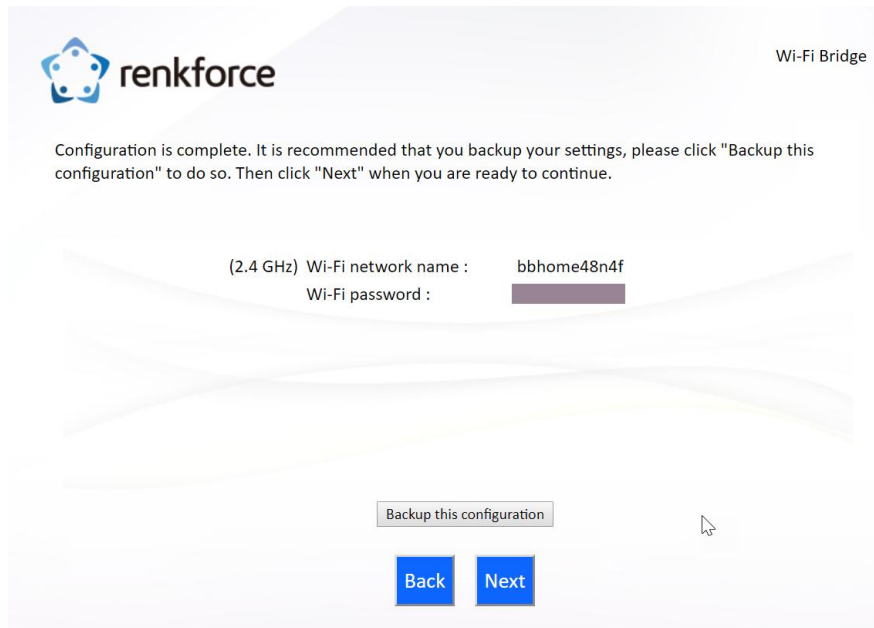 renkforce
Wi-Fi Bridge
Configuration is complete. It is recommended that you backup your settings, please click "Backup this
configuration" to do so. Then click "Next" when you are ready to continue.
(2.4 GHz) Wi-Fi network name : bbhome48n4f
Wi-Fi password :
Backup this configuration
Back Next